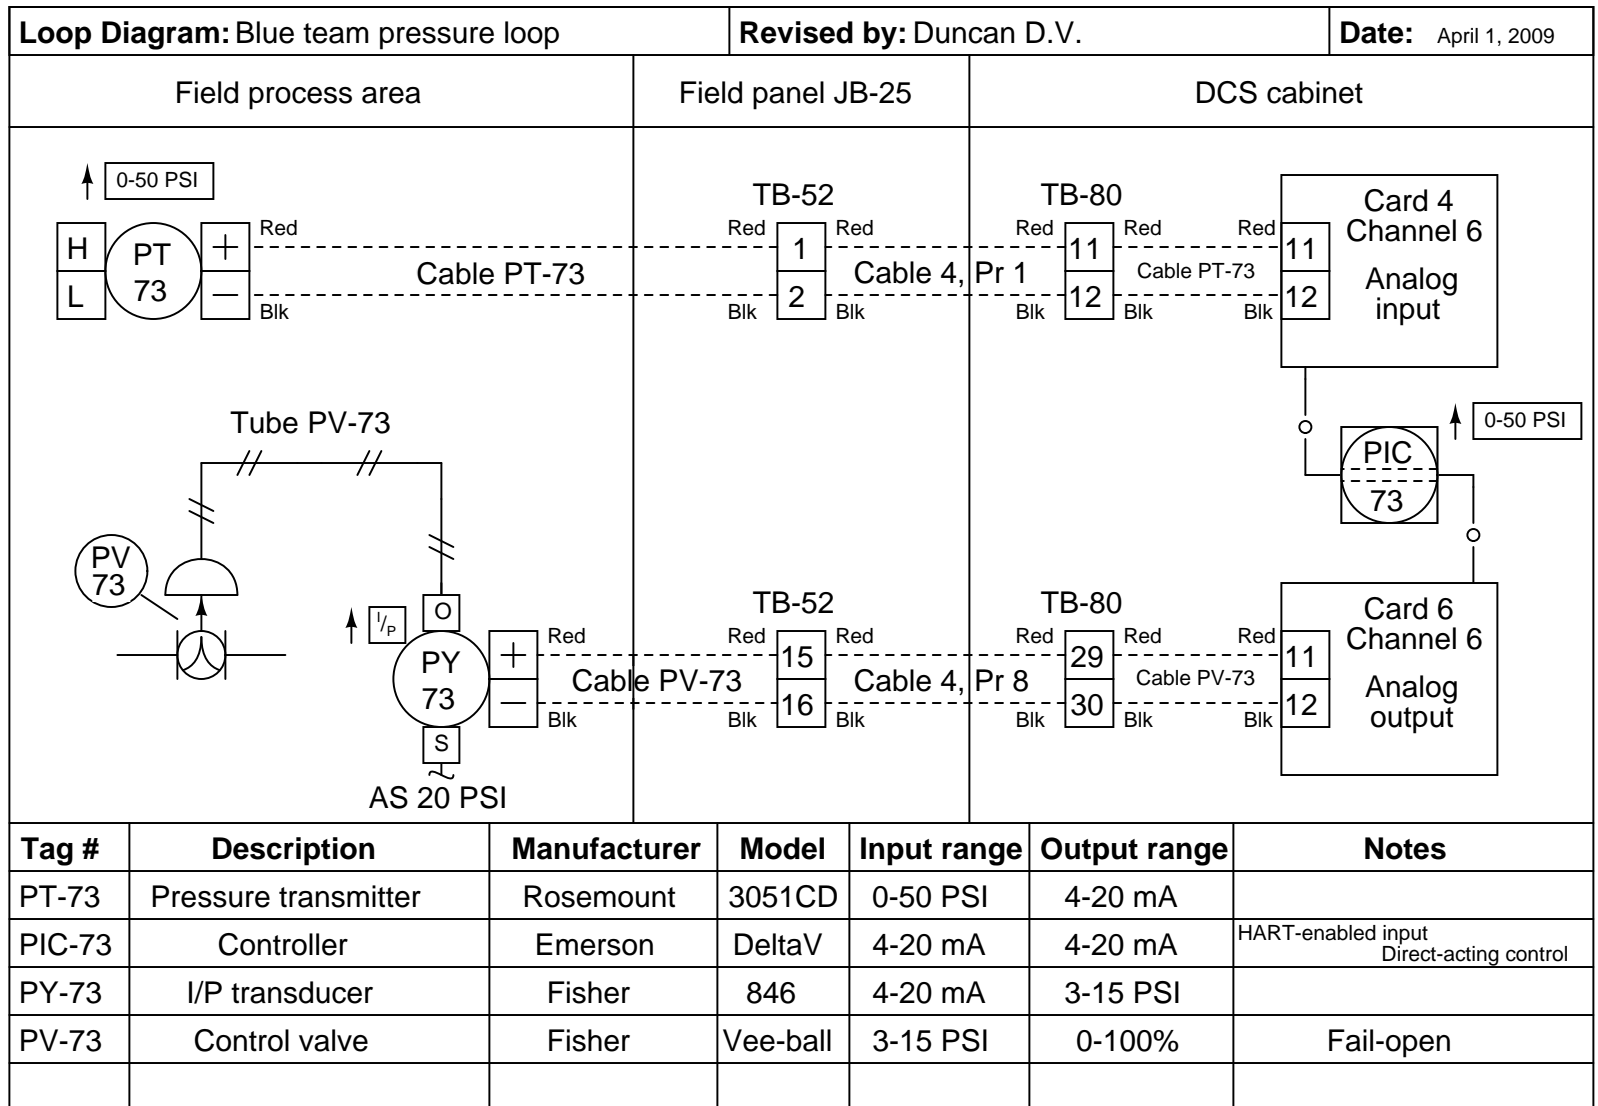 Loop Diagram: Blue team pressure loop Revised by: Duncan D.V. Date: April 1, 2009
Field process area Field panel JB-25 DCS cabinet
0-50 PSI
H
L
PT
73
+
—
Red
Blk
Cable PT-73
TB-52
Red 1 Red
Blk 2 Blk
Cable 4, Pr 1
TB-80
Red 11 Red
Blk 12 Blk
Cable PT-73
Red 11
Blk 12
Card 4
Channel 6
Analog
input
0-50 PSI
PIC
73
Tube PV-73
PV
73
I/P
O
PY
73
S
AS 20 PSI
+
—
Red
Blk
Cable PV-73
TB-52
Red 15 Red
Blk 16 Blk
Cable 4, Pr 8
TB-80
Red 29 Red
Blk 30 Blk
Cable PV-73
Red 11
Blk 12
Card 6
Channel 6
Analog
output
Tag # Description Manufacturer Model Input range Output range Notes
PT-73 Pressure transmitter Rosemount 3051CD 0-50 PSI 4-20 mA
PIC-73 Controller Emerson DeltaV 4-20 mA 4-20 mA HART-enabled input
Direct-acting control
PY-73 I/P transducer Fisher 846 4-20 mA 3-15 PSI
PV-73 Control valve Fisher Vee-ball 3-15 PSI 0-100% Fail-open